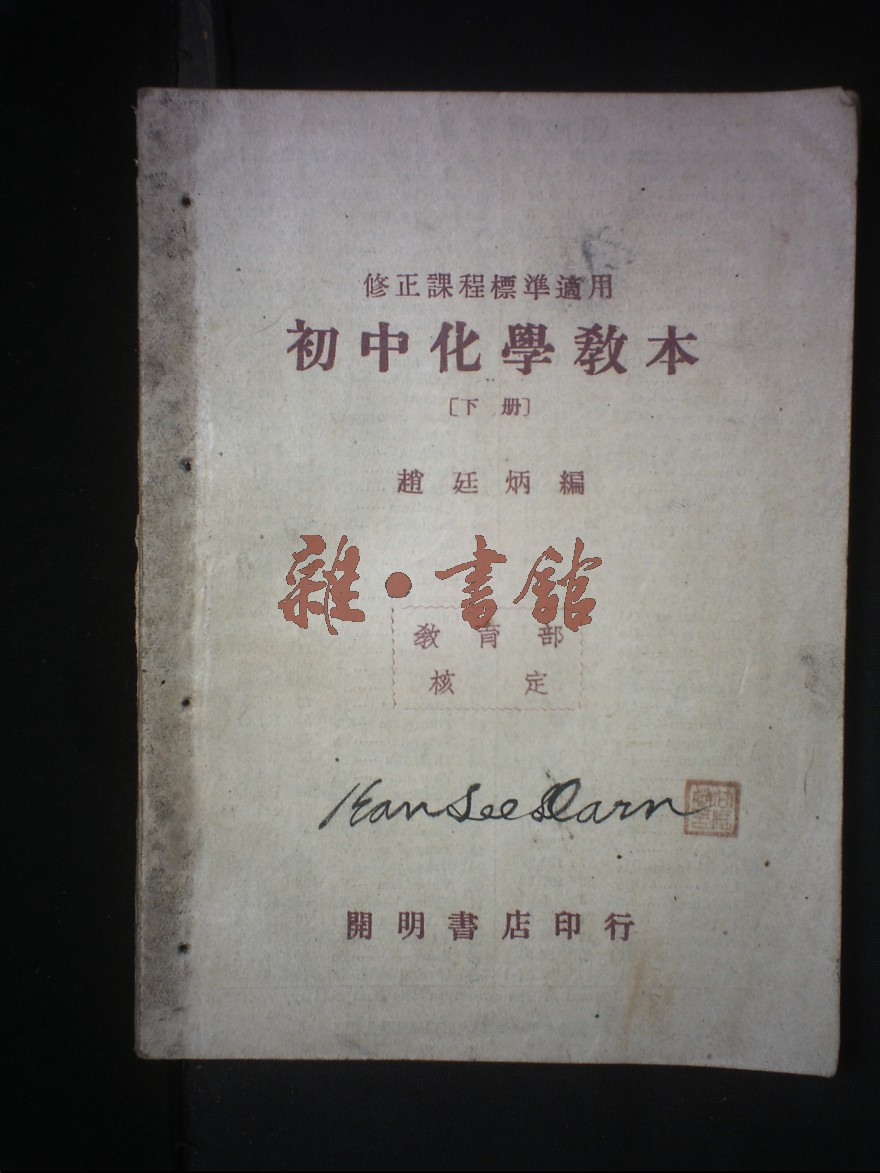 修正課程標準適用
初中化學教本
〔下 册〕
趙廷炳編
雜·書館
教育部
核定
開明書店印行